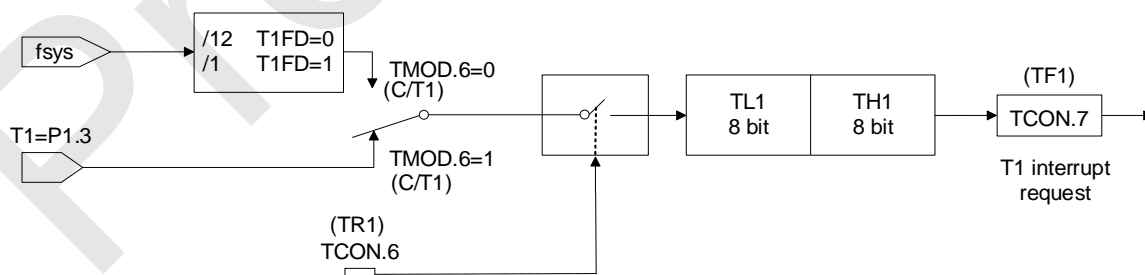 fsys
/12 T1FD=0
/1 T1FD=1
TMOD.6=0
(C/T1)
T1=P1.3
TMOD.6=1
(C/T1)
(TR1)
TCON.6
TL1
8 bit
TH1
8 bit
(TF1)
TCON.7
T1 interrupt
request